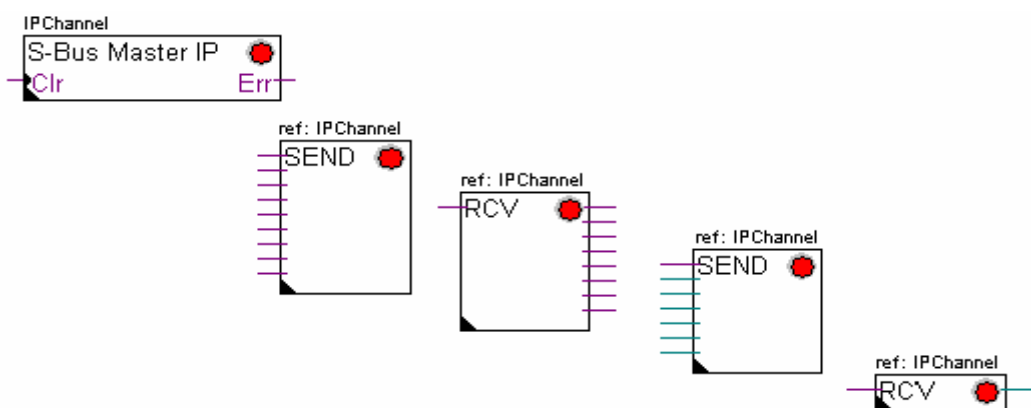 IPChannel
S-Bus Master IP
Clr Err
ref: IPChannel
SEND
ref: IPChannel
RCV
ref: IPChannel
SEND
ref: IPChannel
RCV